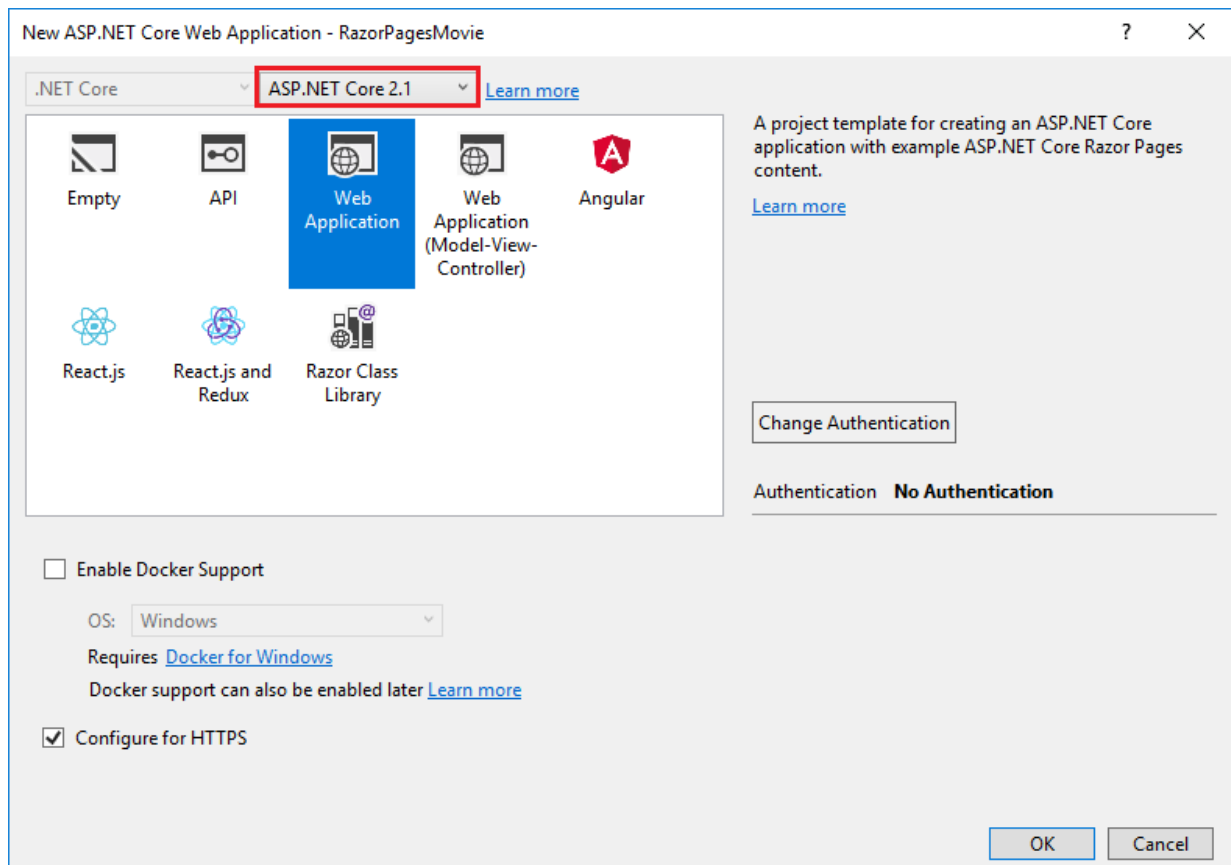 New ASP.NET Core Web Application - RazorPagesMovie
?
.NET Core
ASP.NET Core 2.1
Learn more
Empty
API
Web
Application
Web
Application
(Model-View-
Controller)
Angular
React.js
React.js and
Redux
Razor Class
Library
A project template for creating an ASP.NET Core
application with example ASP.NET Core Razor Pages
content.
Learn more
Change Authentication
Authentication No Authentication
Enable Docker Support
OS: Windows
Requires Docker for Windows
Docker support can also be enabled later Learn more
Configure for HTTPS
OK
Cancel